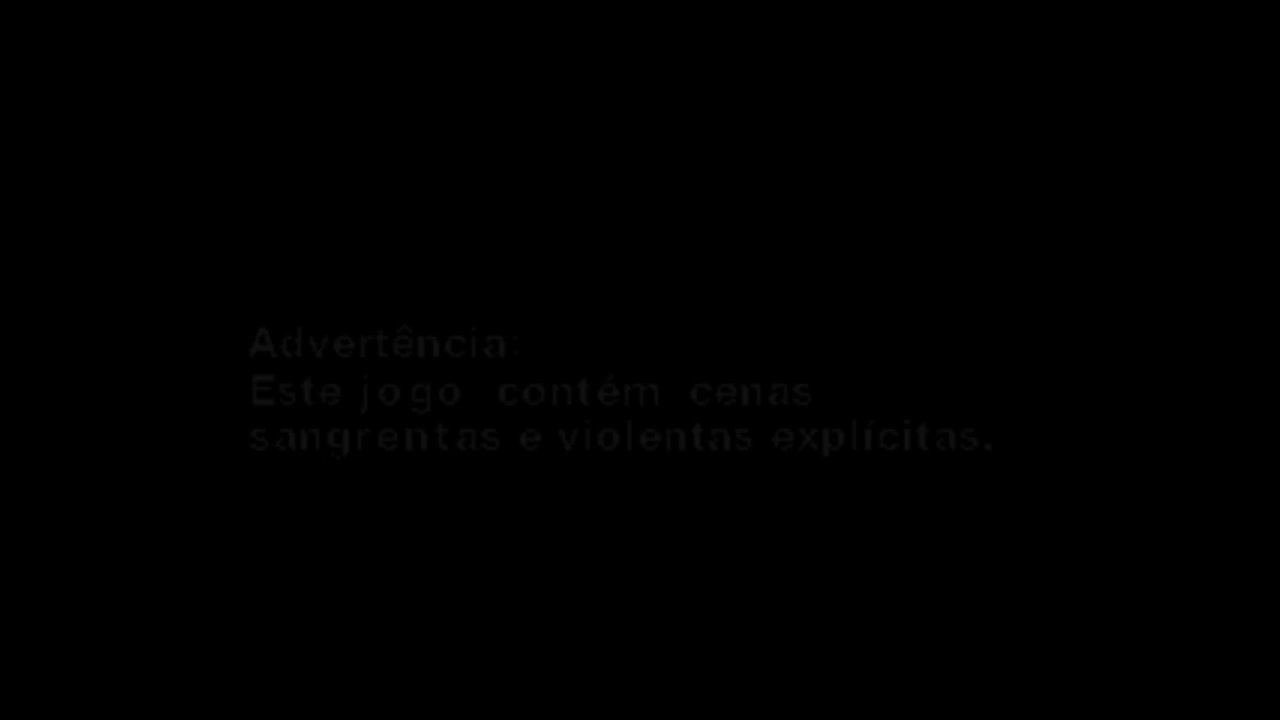 Advertência:
Este jogo contém cenas
sangrentas e violentas explícitas.